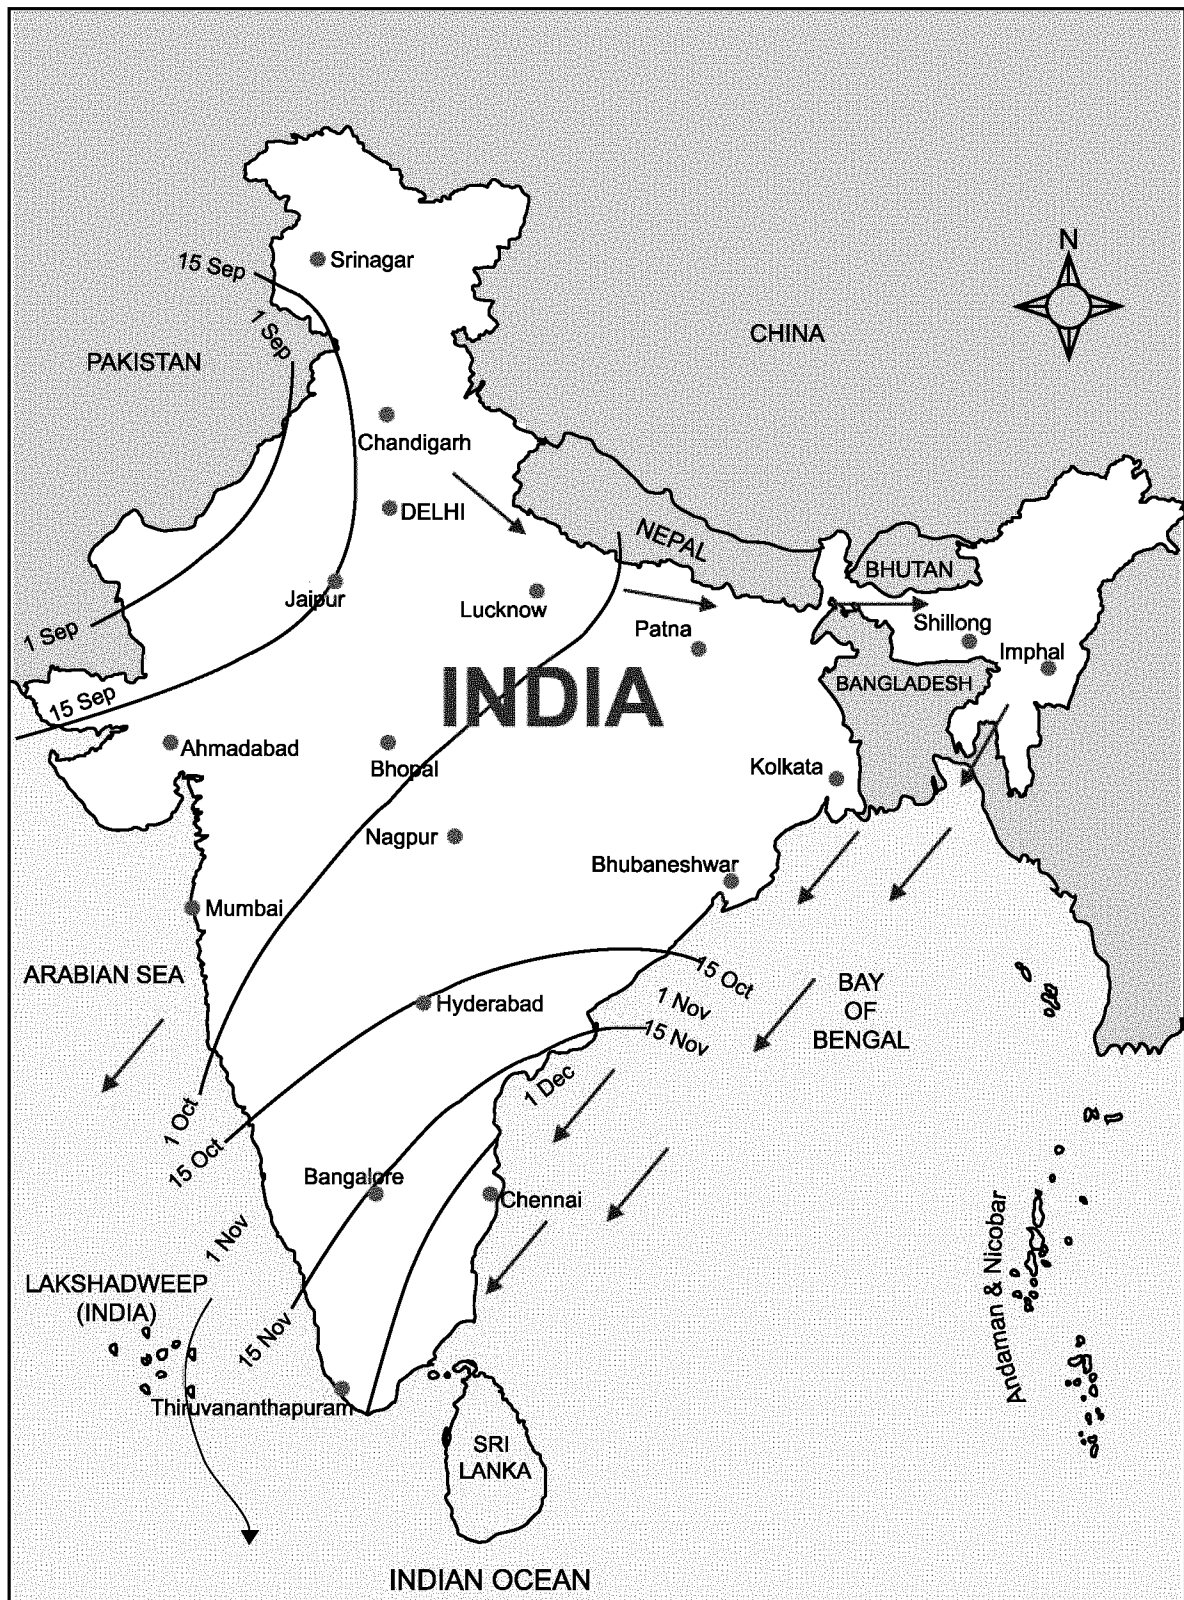 N
Srinagar
15 Sep
1 Sep
CHINA
PAKISTAN
Chandigarh
DELHI
NEPAL
BHUTAN
Jaipur
Lucknow
1 Sep
Patna
Shillong
Imphal
INDIA
BANGLADESH
15 Sep
Ahmadabad
Bhopal
Kolkata
Nagpur
Bhubaneshwar
Mumbai
ARABIAN SEA
15 Oct
BAY
OF
BENGAL
1 Nov
Hyderabad
15 Nov
1 Dec
1 Oct
15 Oct
Bangalore
Chennai
1 Nov
Andaman & Nicobar
LAKSHADWEEP
(INDIA)
15 Nov
Thiruvananthapuram
SRI
LANKA
INDIAN OCEAN